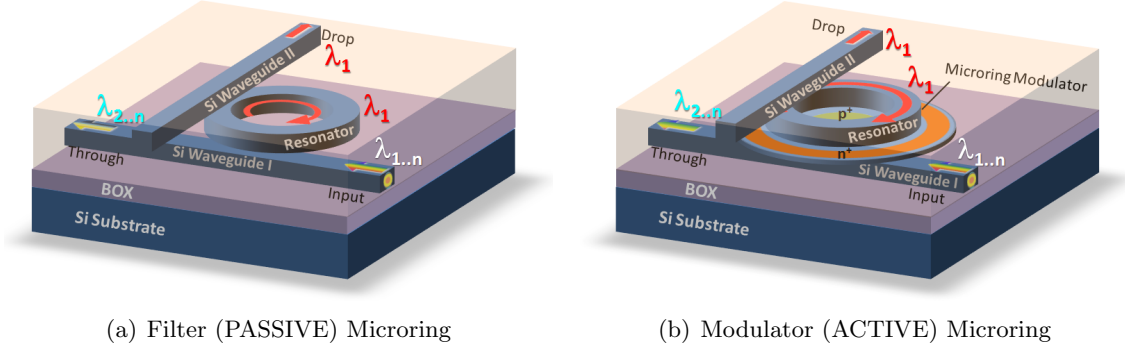 Drop
λ1
Si Waveguide II
λ2..n
λ1
Resonator
Through
Si Waveguide I
λ1..n
Input
BOX
Si Substrate
(a) Filter (PASSIVE) Microring
Drop
λ1
Si Waveguide II
λ1
Microring Modulator
λ2..n
p+
Resonator
n+
Through
Si Waveguide I
λ1..n
Input
BOX
Si Substrate
(b) Modulator (ACTIVE) Microring